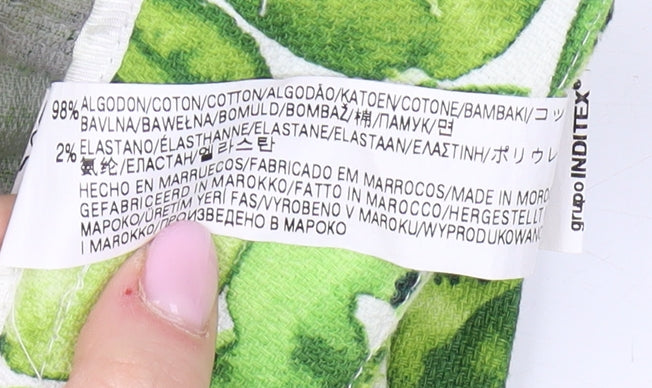 98% ALGODON/COTON/COTTON/ALGODÃO/KATOEN/COTONE/BAMBAKI/コッ
BAVLNA/BAWEŁNA/BOMULD/BOMBAŽ/棉/ПАМУК/면
2% ELASTANO/ÉLASTHANNE/ELASTANE/ELASTAAN/ΕΛΑΣΤΙΝΗ/ポリウレ
氨纶/ЕЛАСТАН/엘라스탄
HECHO EN MARRUECOS/FABRICADO EM MARROCOS/MADE IN MOROC
GEFABRICEERD IN MAROKKO/FATTO IN MAROCCO/HERGESTELLT
МАРОКО/ÜRETIM YERİ FAS/VYROBENO V MAROKU/WYPRODUKOWANO
I MAROKKO/ПРОИЗВЕДЕНО В МАРОКО
grupo INDITEX